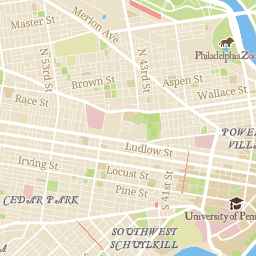 Master St
Merion Ave
N 53rd St
N 43rd St
Philadelphia Zoo
Brown St
Aspen St
Wallace St
Race St
POWEL
VILL
Ludlow St
Irving St
Locust St
Pine St
S 41st St
CEDAR PARK
University of Penn
SOUTHWEST
SCHUYLKILL
A